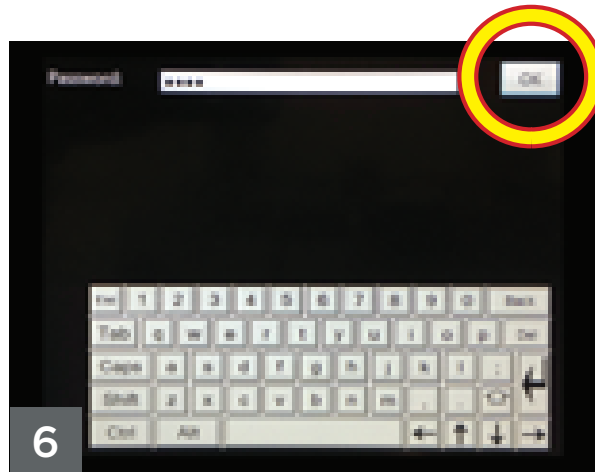 Password: **** OK
Esc 1 2 3 4 5 6 7 8 9 0 Back
Tab q w e r t y u i o p Del
Caps a s d f g h j k l ;
Shift z x c v b n m , .
Ctrl Alt
6